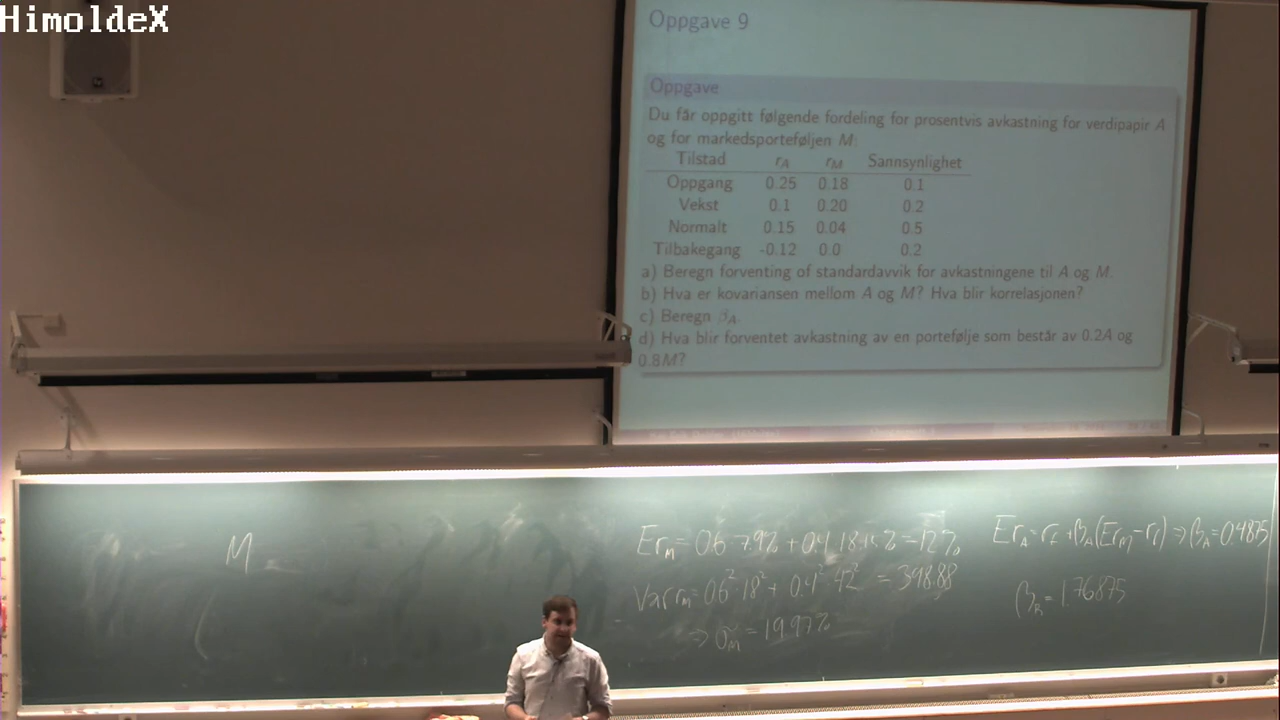 HimoldeX
Oppgave 9
Oppgave
Du får oppgitt følgende fordeling for prosentvis avkastning for verdipapir A
og for markedsporteføljen M:
Tilstad r_A r_M Sannsynlighet
Oppgang 0.25 0.18 0.1
Vekst 0.1 0.20 0.2
Normalt 0.15 0.04 0.5
Tilbakegang -0.12 0.0 0.2
a) Beregn forventing of standardavvik for avkastningene til A og M.
b) Hva er kovariansen mellom A og M? Hva blir korrelasjonen?
c) Beregn β_A.
d) Hva blir forventet avkastning av en portefølje som består av 0.2A og
0.8M?
M
Er_M = 0.6·7.9% + 0.4·18.15% = 12%
Var r_m = 0.6²·18² + 0.4²·42² = 398.88
⇒ σ_M = 19.97%
Er_A = r_f + β_A(Er_M − r_f) ⇒ β_A = 0.4875
β_B = 1.76875